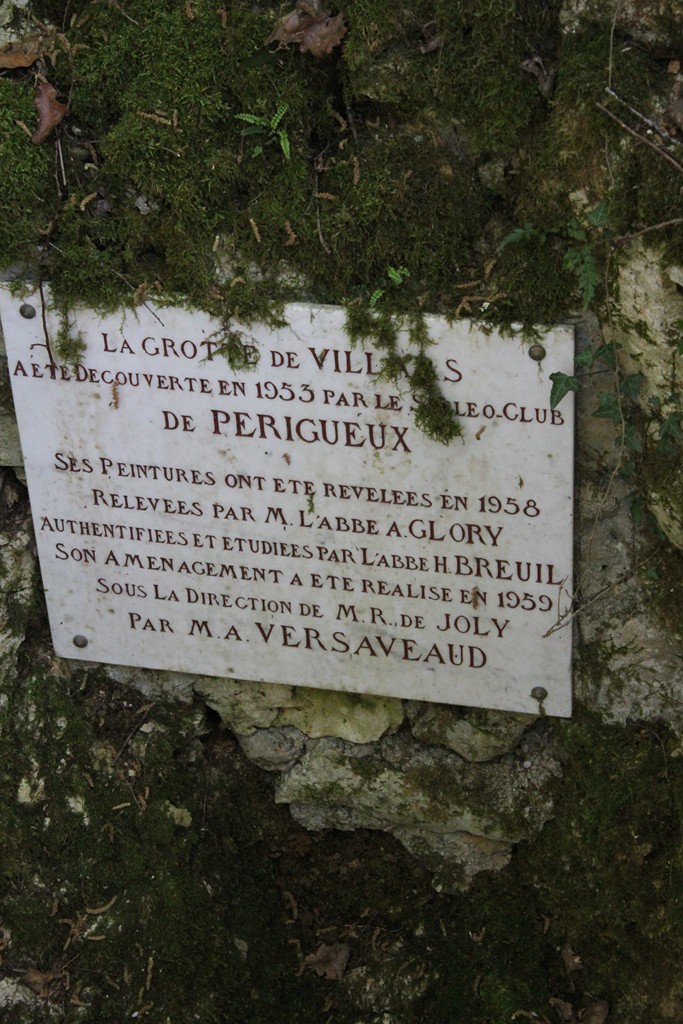 LA GROTTE DE VILLARS
A ETE DECOUVERTE EN 1953 PAR LE SPELEO-CLUB
DE PERIGUEUX
SES PEINTURES ONT ETE REVELEES EN 1958
RELEVEES PAR M. L'ABBE A. GLORY
AUTHENTIFIEES ET ETUDIEES PAR L'ABBE H. BREUIL
SON AMENAGEMENT A ETE REALISE EN 1959
SOUS LA DIRECTION DE M. R. DE JOLY
PAR M. A. VERSAVEAUD